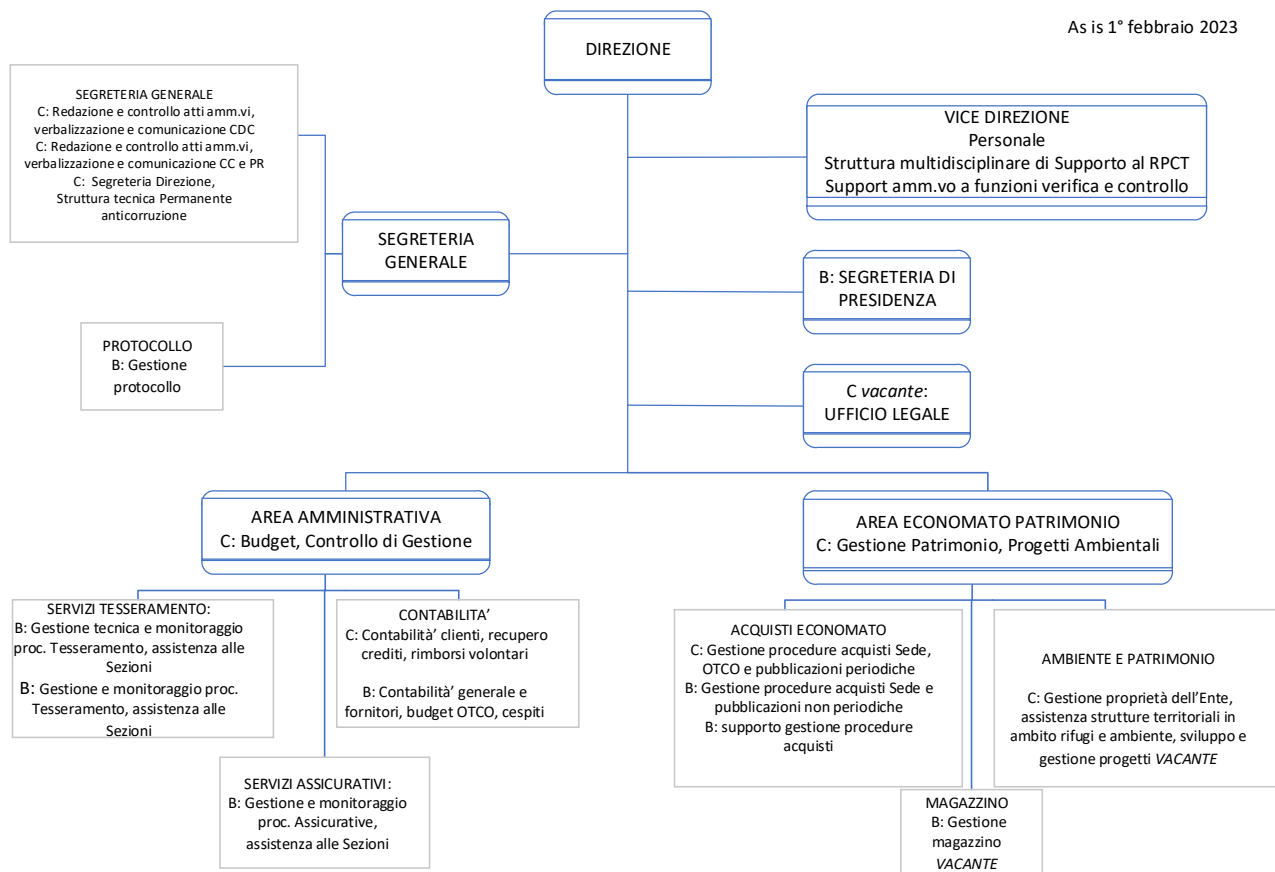 As is 1° febbraio 2023
DIREZIONE
SEGRETERIA GENERALE
C: Redazione e controllo atti amm.vi,
verbalizzazione e comunicazione CDC
C: Redazione e controllo atti amm.vi,
verbalizzazione e comunicazione CC e PR
C: Segreteria Direzione,
Struttura tecnica Permanente
anticorruzione
VICE DIREZIONE
Personale
Struttura multidisciplinare di Supporto al RPCT
Support amm.vo a funzioni verifica e controllo
SEGRETERIA
GENERALE
B: SEGRETERIA DI
PRESIDENZA
PROTOCOLLO
B: Gestione
protocollo
C vacante:
UFFICIO LEGALE
AREA AMMINISTRATIVA
C: Budget, Controllo di Gestione
AREA ECONOMATO PATRIMONIO
C: Gestione Patrimonio, Progetti Ambientali
SERVIZI TESSERAMENTO:
B: Gestione tecnica e monitoraggio
proc. Tesseramento, assistenza alle
Sezioni
B: Gestione e monitoraggio proc.
Tesseramento, assistenza alle
Sezioni
CONTABILITA’
C: Contabilità’ clienti, recupero
crediti, rimborsi volontari
B: Contabilità’ generale e
fornitori, budget OTCO, cespiti
ACQUISTI ECONOMATO
C: Gestione procedure acquisti Sede,
OTCO e pubblicazioni periodiche
B: Gestione procedure acquisti Sede e
pubblicazioni non periodiche
B: supporto gestione procedure
acquisti
AMBIENTE E PATRIMONIO
C: Gestione proprietà dell’Ente,
assistenza strutture territoriali in
ambito rifugi e ambiente, sviluppo e
gestione progetti VACANTE
SERVIZI ASSICURATIVI:
B: Gestione e monitoraggio
proc. Assicurative,
assistenza alle Sezioni
MAGAZZINO
B: Gestione
magazzino
VACANTE